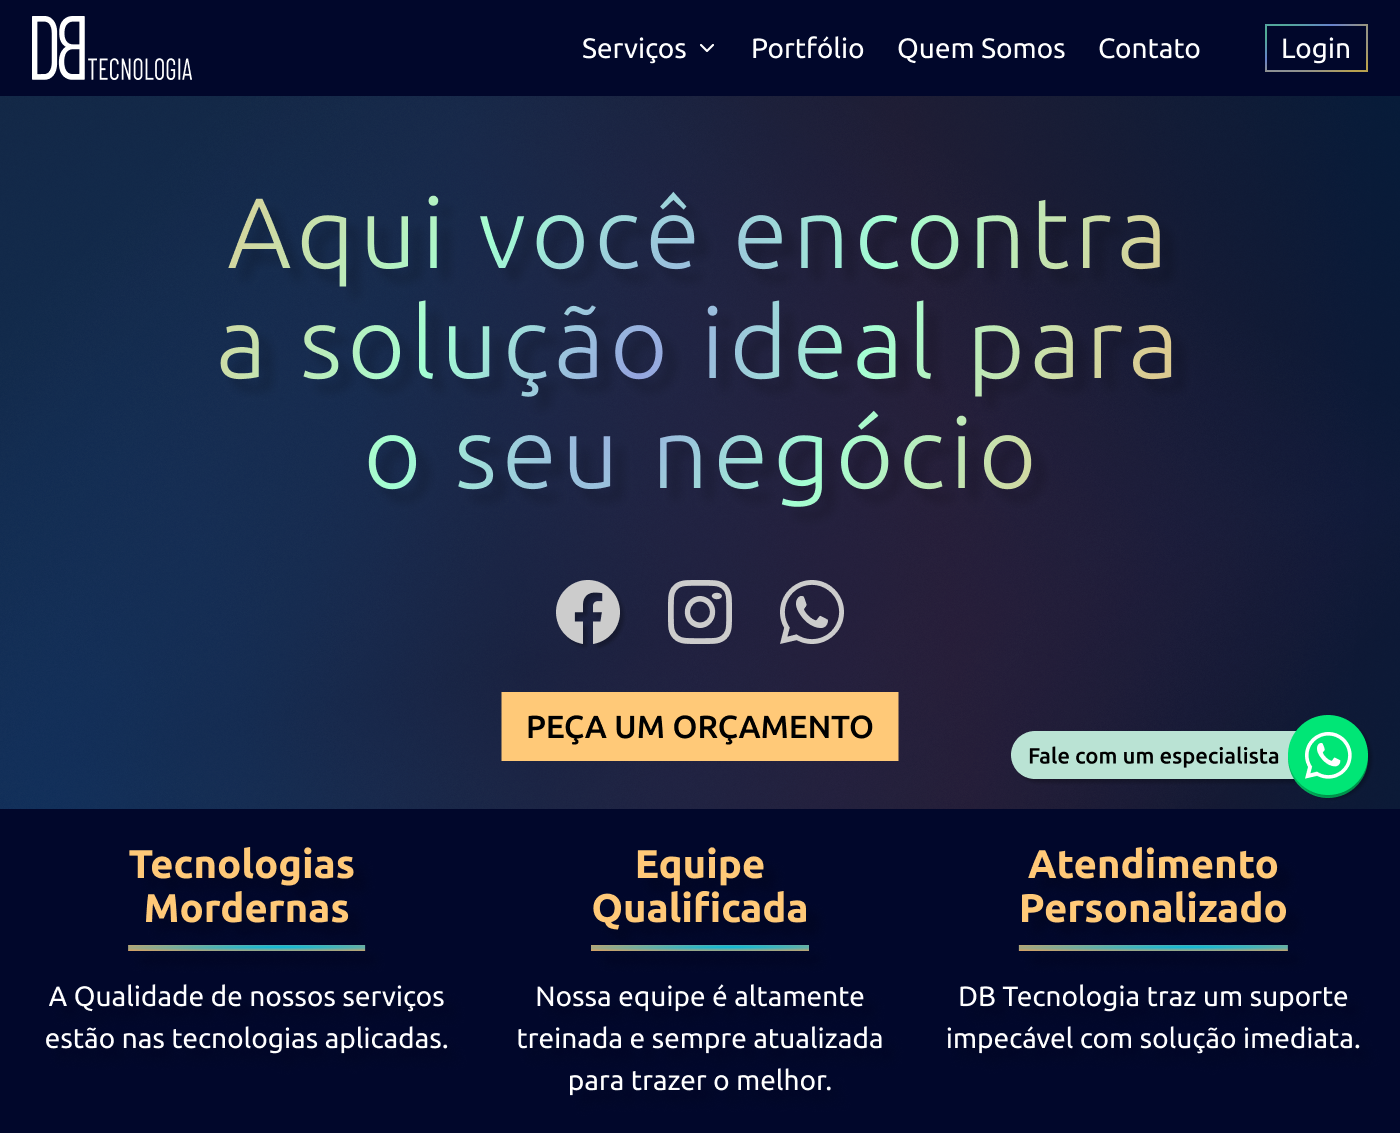 DB TECNOLOGIA
Serviços Portfólio Quem Somos Contato Login
Aqui você encontra
a solução ideal para
o seu negócio
PEÇA UM ORÇAMENTO
Fale com um especialista
Tecnologias
Mordernas
A Qualidade de nossos serviços
estão nas tecnologias aplicadas.
Equipe
Qualificada
Nossa equipe é altamente
treinada e sempre atualizada
para trazer o melhor.
Atendimento
Personalizado
DB Tecnologia traz um suporte
impecável com solução imediata.